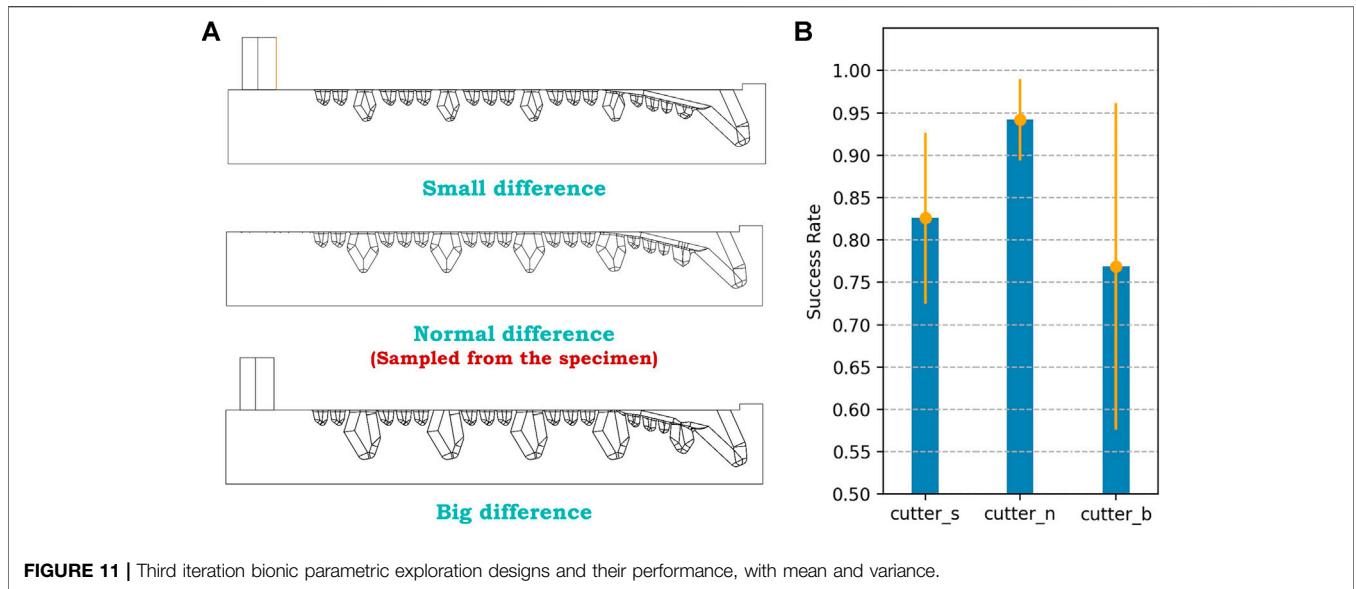 A
Small difference
Normal difference
(Sampled from the specimen)
Big difference
B
Success Rate
1.00
0.95
0.90
0.85
0.80
0.75
0.70
0.65
0.60
0.55
0.50
cutter_s
cutter_n
cutter_b
FIGURE 11 | Third iteration bionic parametric exploration designs and their performance, with mean and variance.